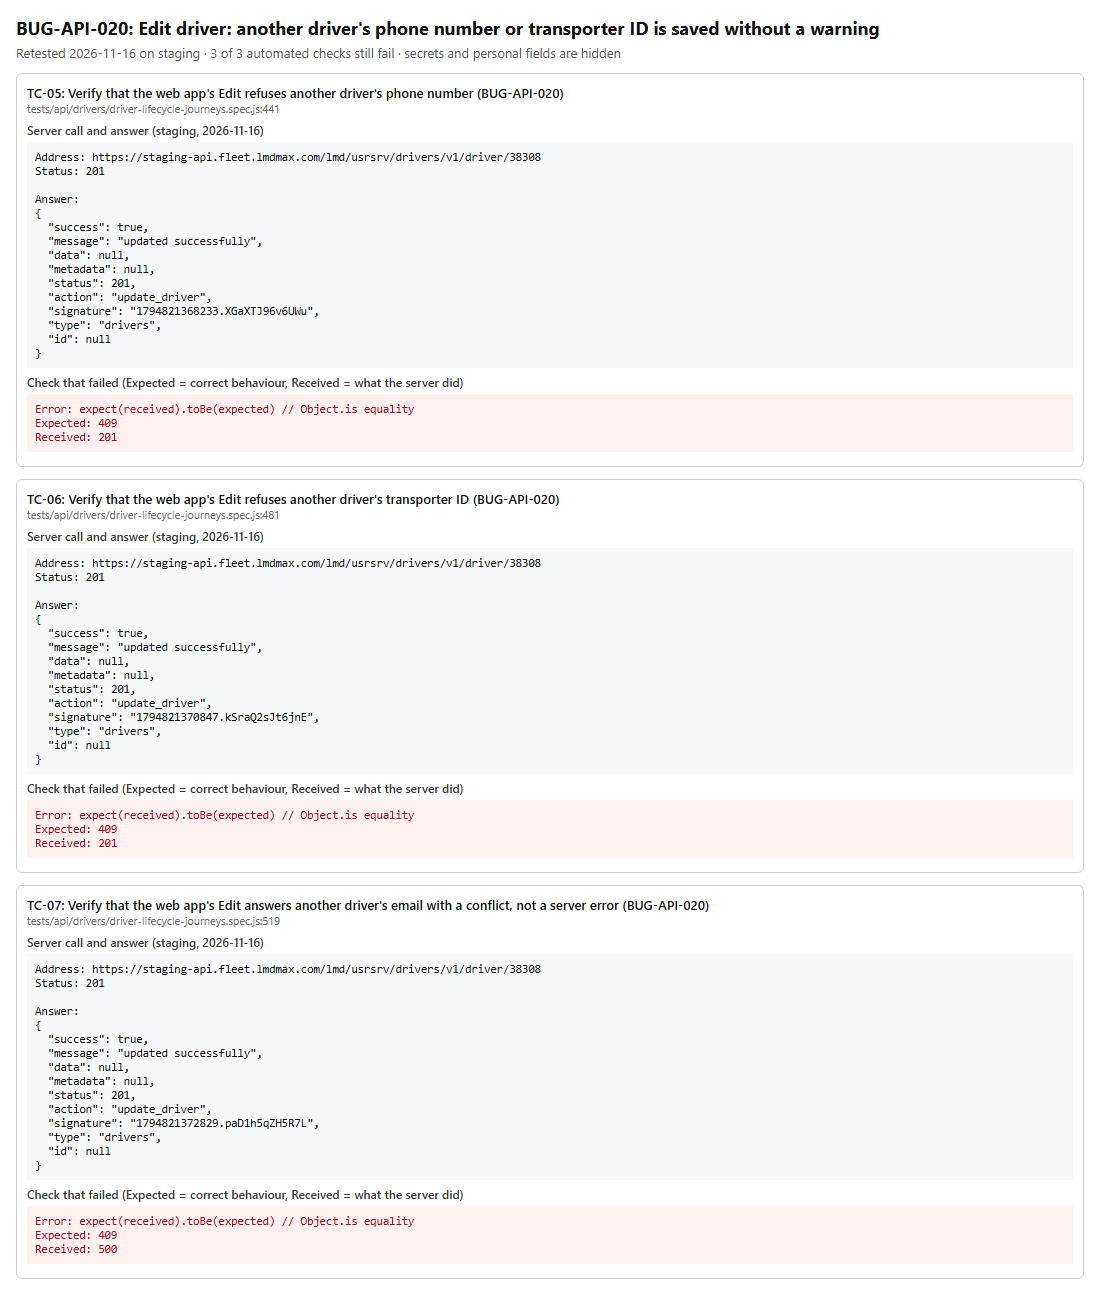 BUG-API-020: Edit driver: another driver's phone number or transporter ID is saved without a warning
Retested 2026-11-16 on staging · 3 of 3 automated checks still fail · secrets and personal fields are hidden
TC-05: Verify that the web app's Edit refuses another driver's phone number (BUG-API-020)
tests/api/drivers/driver-lifecycle-journeys.spec.js:441
Server call and answer (staging, 2026-11-16)
Address: https://staging-api.fleet.lmdmax.com/lmd/usrsrv/drivers/v1/driver/38308
Status: 201
Answer:
{
"success": true,
"message": "updated successfully",
"data": null,
"metadata": null,
"status": 201,
"action": "update_driver",
"signature": "1794821368233.XGaXTJ96v6UWu",
"type": "drivers",
"id": null
}
Check that failed (Expected = correct behaviour, Received = what the server did)
Error: expect(received).toBe(expected) // Object.is equality
Expected: 409
Received: 201
TC-06: Verify that the web app's Edit refuses another driver's transporter ID (BUG-API-020)
tests/api/drivers/driver-lifecycle-journeys.spec.js:481
Server call and answer (staging, 2026-11-16)
Address: https://staging-api.fleet.lmdmax.com/lmd/usrsrv/drivers/v1/driver/38308
Status: 201
Answer:
{
"success": true,
"message": "updated successfully",
"data": null,
"metadata": null,
"status": 201,
"action": "update_driver",
"signature": "1794821370847.kSraQ2sJt6jnE",
"type": "drivers",
"id": null
}
Check that failed (Expected = correct behaviour, Received = what the server did)
Error: expect(received).toBe(expected) // Object.is equality
Expected: 409
Received: 201
TC-07: Verify that the web app's Edit answers another driver's email with a conflict, not a server error (BUG-API-020)
tests/api/drivers/driver-lifecycle-journeys.spec.js:519
Server call and answer (staging, 2026-11-16)
Address: https://staging-api.fleet.lmdmax.com/lmd/usrsrv/drivers/v1/driver/38308
Status: 201
Answer:
{
"success": true,
"message": "updated successfully",
"data": null,
"metadata": null,
"status": 201,
"action": "update_driver",
"signature": "1794821372829.paD1h5qZH5R7L",
"type": "drivers",
"id": null
}
Check that failed (Expected = correct behaviour, Received = what the server did)
Error: expect(received).toBe(expected) // Object.is equality
Expected: 409
Received: 500